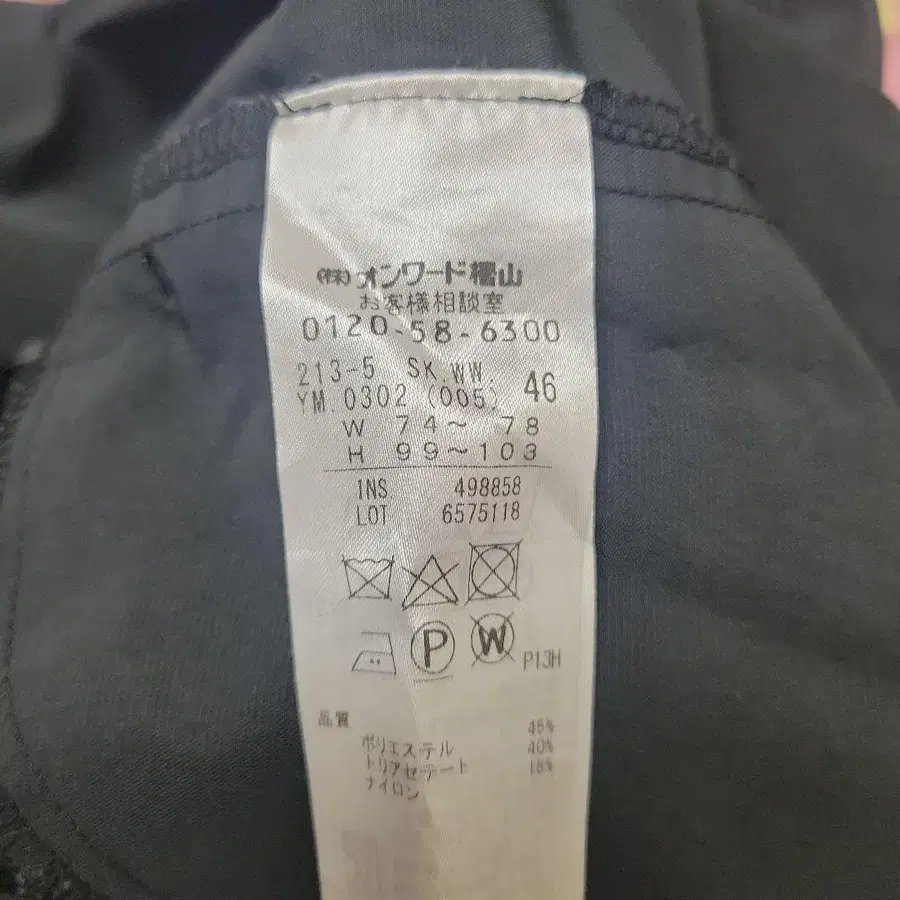 (株)オンワード樫山
お客様相談室
0120-58-6300
213-5 SK.WW.
YM.0302 (005) 46
W 74〜 78
H 99〜103
INS 498858
LOT 6575118
P W P13H
品質
ポリエステル 45%
トリアセテート 40%
ナイロン